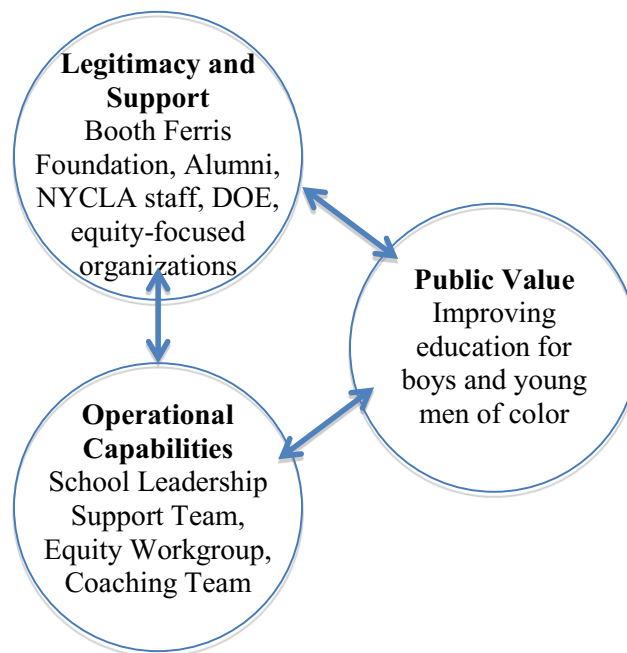 Legitimacy and
Support
Booth Ferris
Foundation, Alumni,
NYCLA staff, DOE,
equity-focused
organizations
Public Value
Improving
education for
boys and young
men of color
Operational
Capabilities
School Leadership
Support Team,
Equity Workgroup,
Coaching Team